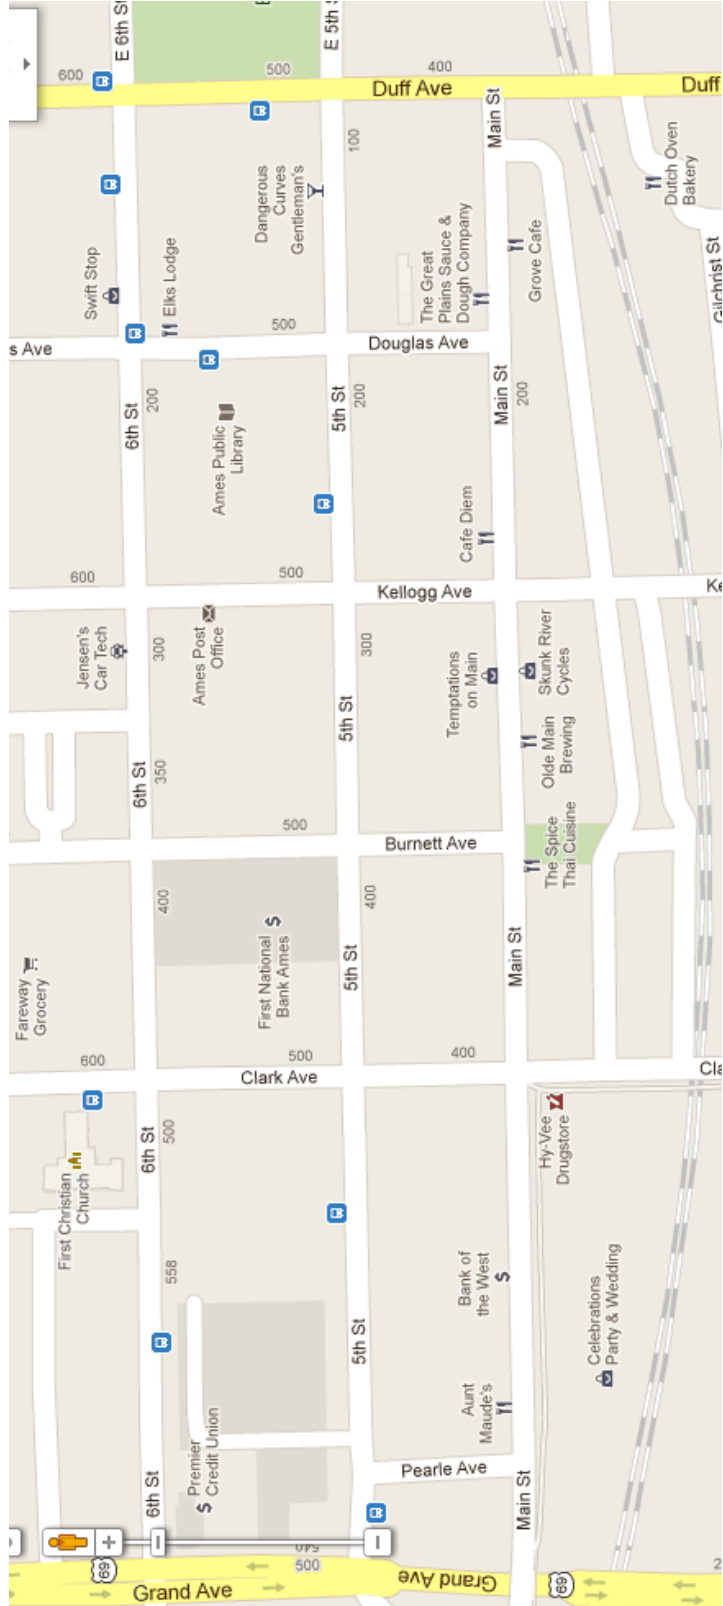 E 6th St
E 5th
600
500
400
Duff Ave
Duff
Main St
100
Dutch Oven
Bakery
Dangerous
Curves
Gentleman's
Swift Stop
Elks Lodge
The Great
Plains Sauce &
Dough Company
Grove Cafe
Gilchrist St
500
s Ave
Douglas Ave
200
200
200
6th St
5th St
Main St
Ames Public
Library
Cafe Diem
600
500
Kellogg Ave
Ke
Jensen's
Car Tech
300
Ames Post
Office
300
Temptations
on Main
Skunk River
Cycles
5th St
Olde Main
Brewing
6th St
350
500
Burnett Ave
The Spice
Thai Cuisine
400
400
Fareway
Grocery
First National
Bank Ames
5th St
Main St
600
500
400
Clark Ave
Cla
6th St
500
Hy-Vee
Drugstore
First Christian
Church
558
Bank of
the West
Celebrations
Party & Wedding
5th St
Aunt
Maude's
Premier
Credit Union
6th St
Pearle Ave
Main St
540
500
69
69
Grand Ave
Grand Ave
2